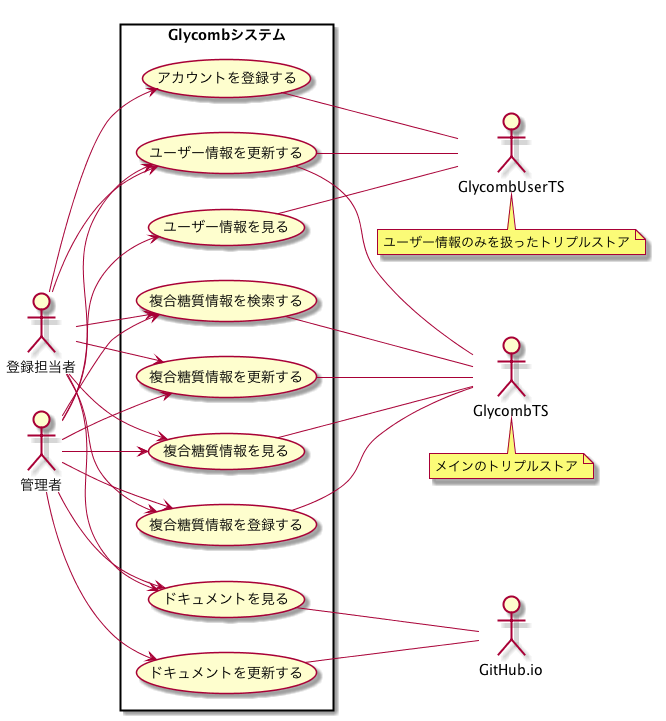 Glycombシステム
アカウントを登録する
ユーザー情報を更新する
GlycombUserTS
ユーザー情報を見る
ユーザー情報のみを扱ったトリプルストア
複合糖質情報を検索する
登録担当者
複合糖質情報を更新する
GlycombTS
複合糖質情報を見る
メインのトリプルストア
管理者
複合糖質情報を登録する
ドキュメントを見る
GitHub.io
ドキュメントを更新する